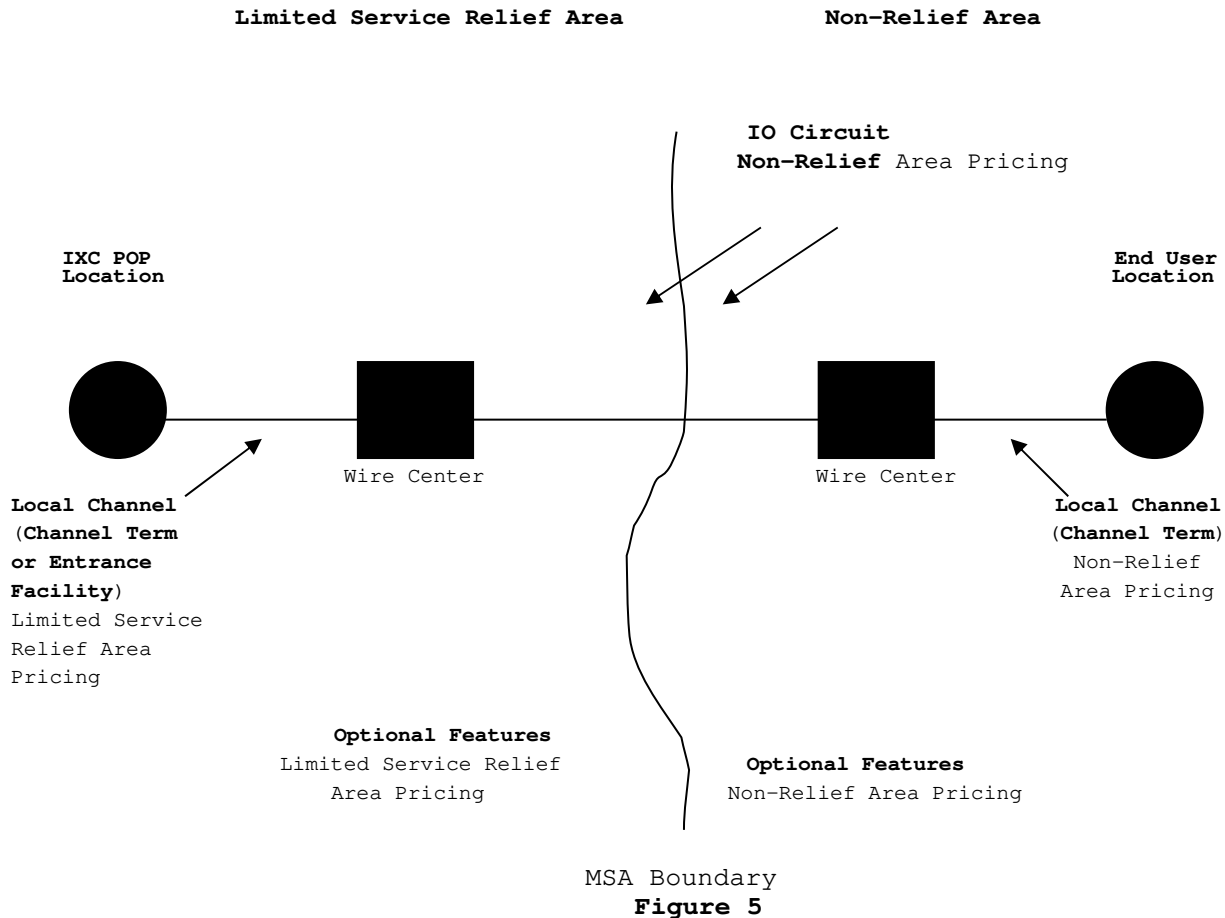 Limited Service Relief Area
Non-Relief Area
IO Circuit
Non-Relief Area Pricing
IXC POP
Location
End User
Location
Wire Center
Wire Center
Local Channel
(Channel Term
or Entrance
Facility)
Limited Service
Relief Area
Pricing
Local Channel
(Channel Term)
Non-Relief
Area Pricing
Optional Features
Limited Service Relief
Area Pricing
Optional Features
Non-Relief Area Pricing
MSA Boundary
Figure 5